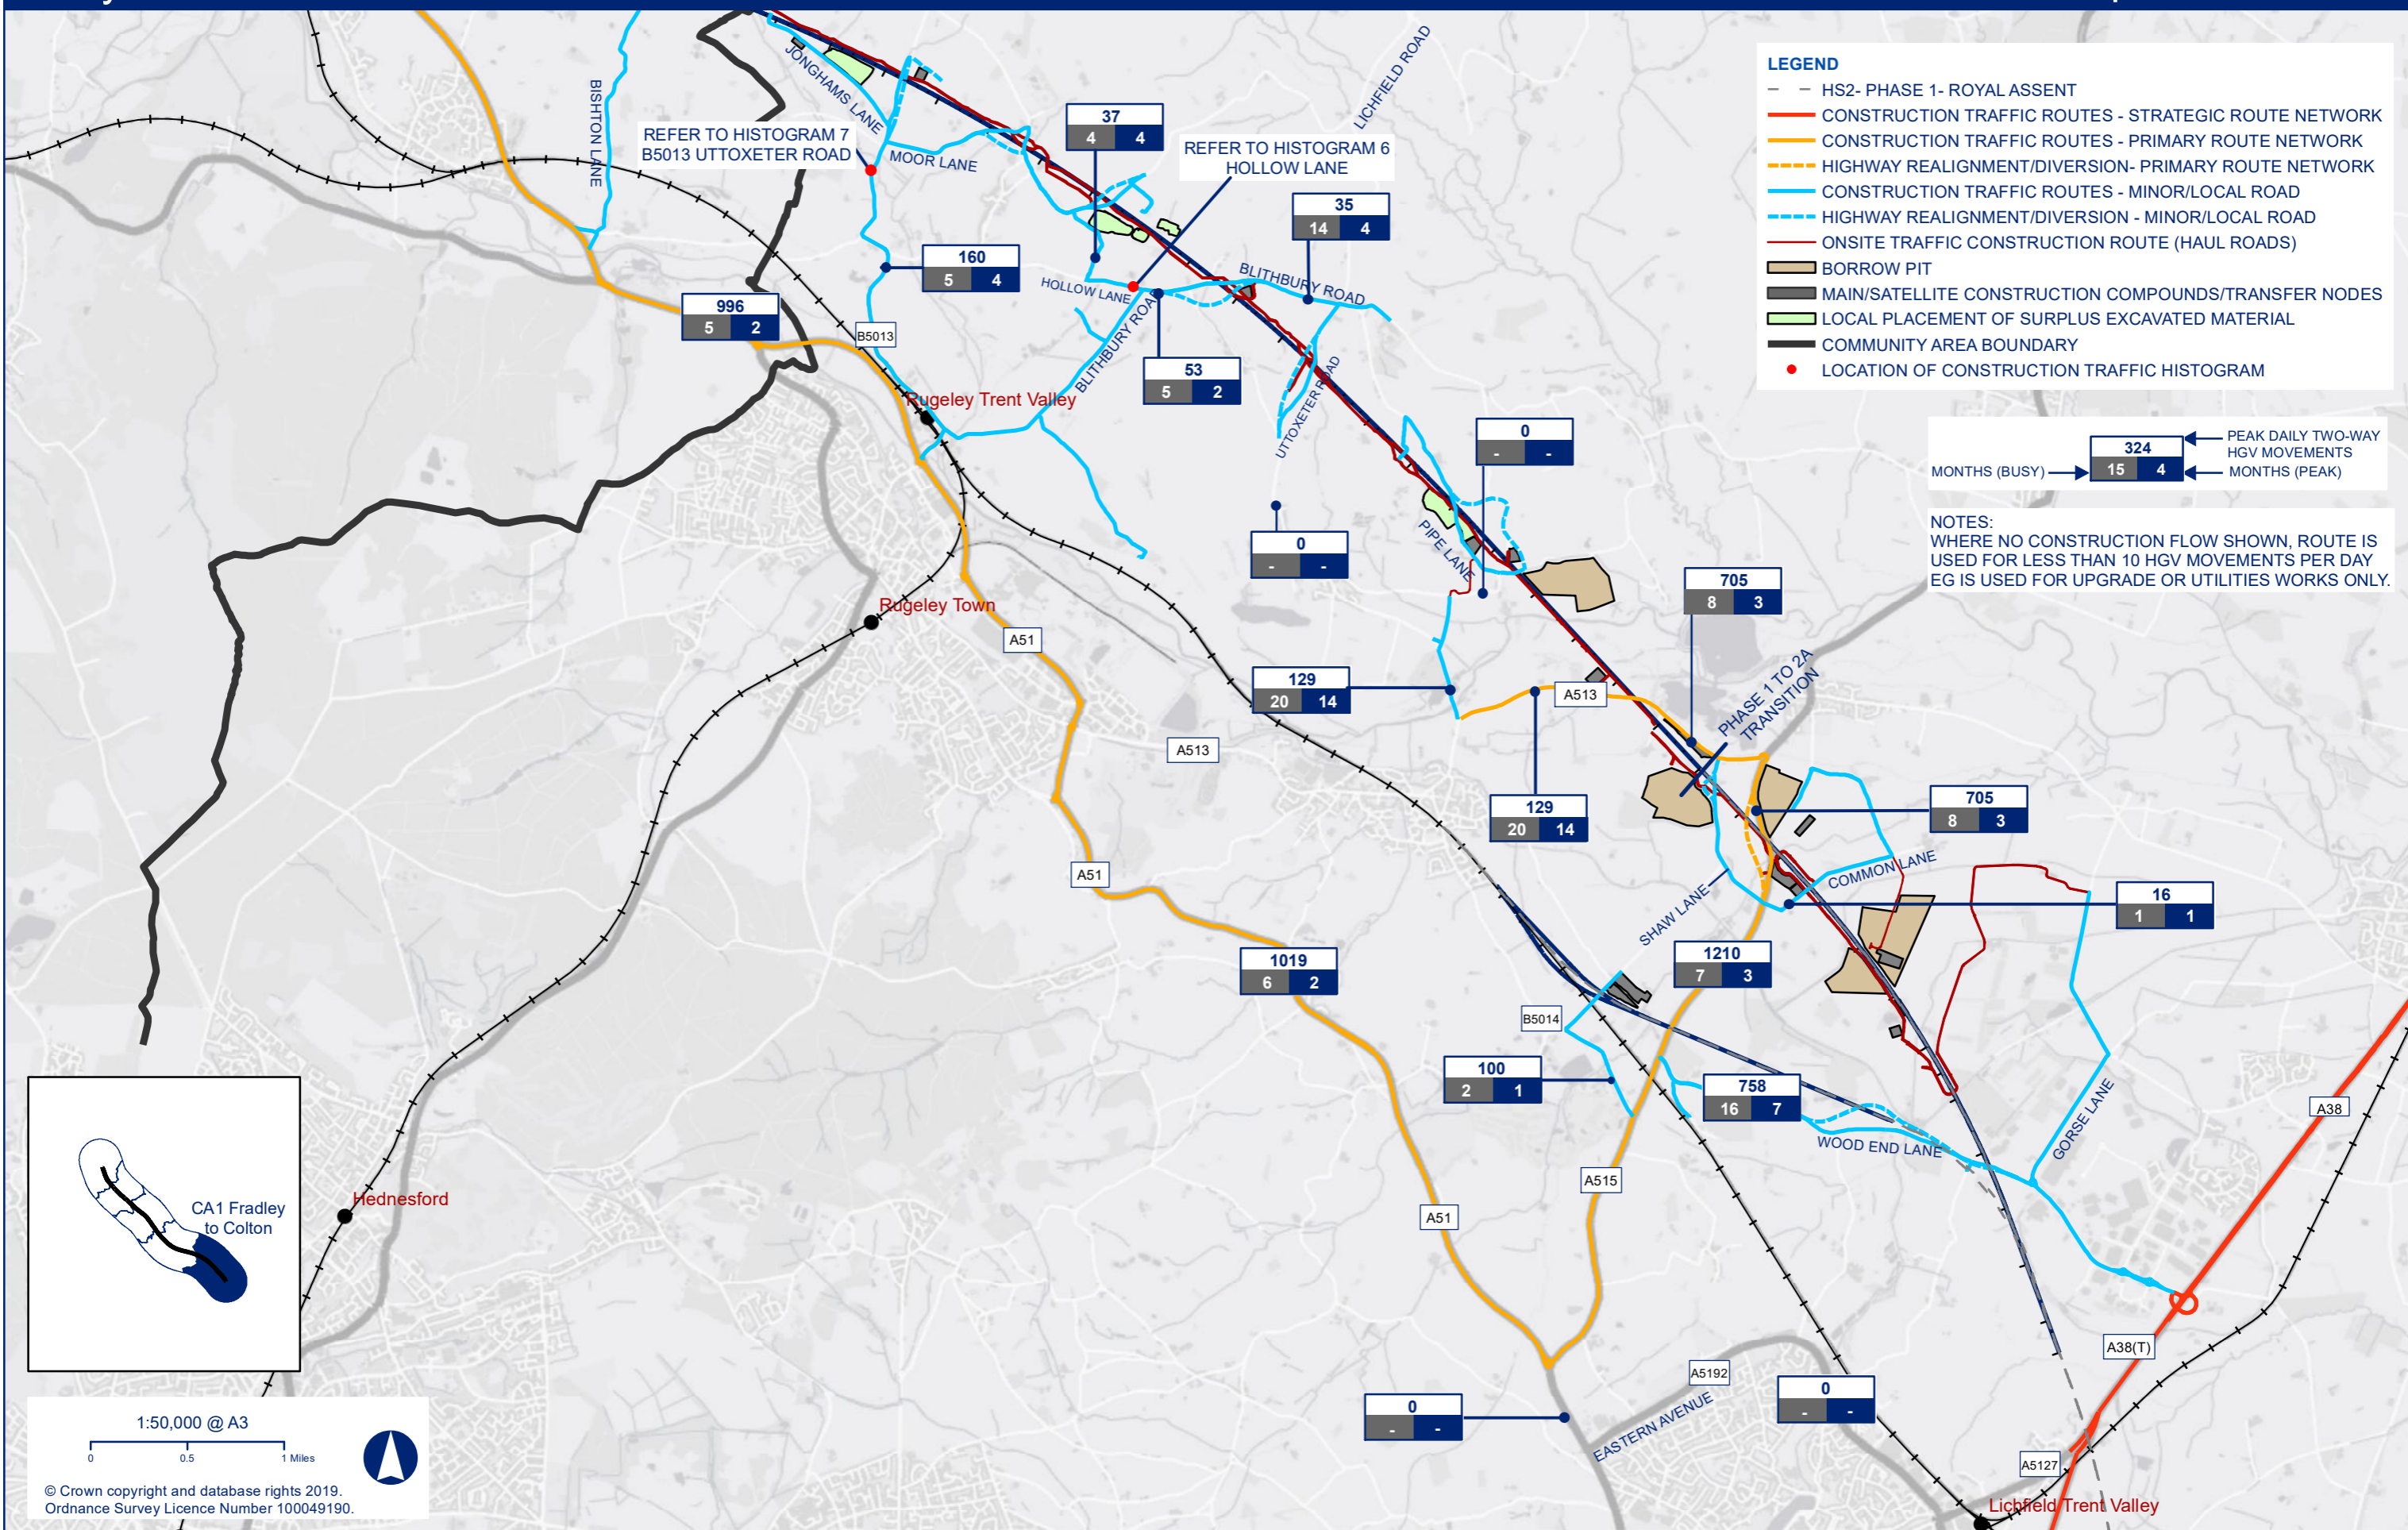 LEGEND
HS2- PHASE 1- ROYAL ASSENT
CONSTRUCTION TRAFFIC ROUTES - STRATEGIC ROUTE NETWORK
CONSTRUCTION TRAFFIC ROUTES - PRIMARY ROUTE NETWORK
HIGHWAY REALIGNMENT/DIVERSION- PRIMARY ROUTE NETWORK
CONSTRUCTION TRAFFIC ROUTES - MINOR/LOCAL ROAD
HIGHWAY REALIGNMENT/DIVERSION - MINOR/LOCAL ROAD
ONSITE TRAFFIC CONSTRUCTION ROUTE (HAUL ROADS)
BORROW PIT
MAIN/SATELLITE CONSTRUCTION COMPOUNDS/TRANSFER NODES
LOCAL PLACEMENT OF SURPLUS EXCAVATED MATERIAL
COMMUNITY AREA BOUNDARY
LOCATION OF CONSTRUCTION TRAFFIC HISTOGRAM
324
15 4
PEAK DAILY TWO-WAY
HGV MOVEMENTS
MONTHS (BUSY)
MONTHS (PEAK)
NOTES:
WHERE NO CONSTRUCTION FLOW SHOWN, ROUTE IS
USED FOR LESS THAN 10 HGV MOVEMENTS PER DAY
EG IS USED FOR UPGRADE OR UTILITIES WORKS ONLY.
BISHTON LANE
JONGHAMS LANE
LICHFIELD ROAD
REFER TO HISTOGRAM 7
B5013 UTTOXETER ROAD
MOOR LANE
37
4 4
REFER TO HISTOGRAM 6
HOLLOW LANE
35
14 4
160
5 4
HOLLOW LANE
BLITHBURY ROAD
996
5 2
B5013
BLITHBURY ROAD
53
5 2
UTTOXETER ROAD
Rugeley Trent Valley
0
- -
0
- -
PIPE LANE
705
8 3
Rugeley Town
A51
129
20 14
A513
PHASE 1 TO 2A
TRANSITION
A513
129
20 14
705
8 3
A51
COMMON LANE
SHAW LANE
16
1 1
1019
6 2
1210
7 3
B5014
100
2 1
758
16 7
A38
GORSE LANE
WOOD END LANE
A515
A51
Hednesford
CA1 Fradley
to Colton
A38(T)
A5192
0
- -
0
- -
EASTERN AVENUE
A5127
Lichfield Trent Valley
1:50,000 @ A3
0 0.5 1 Miles
© Crown copyright and database rights 2019.
Ordnance Survey Licence Number 100049190.